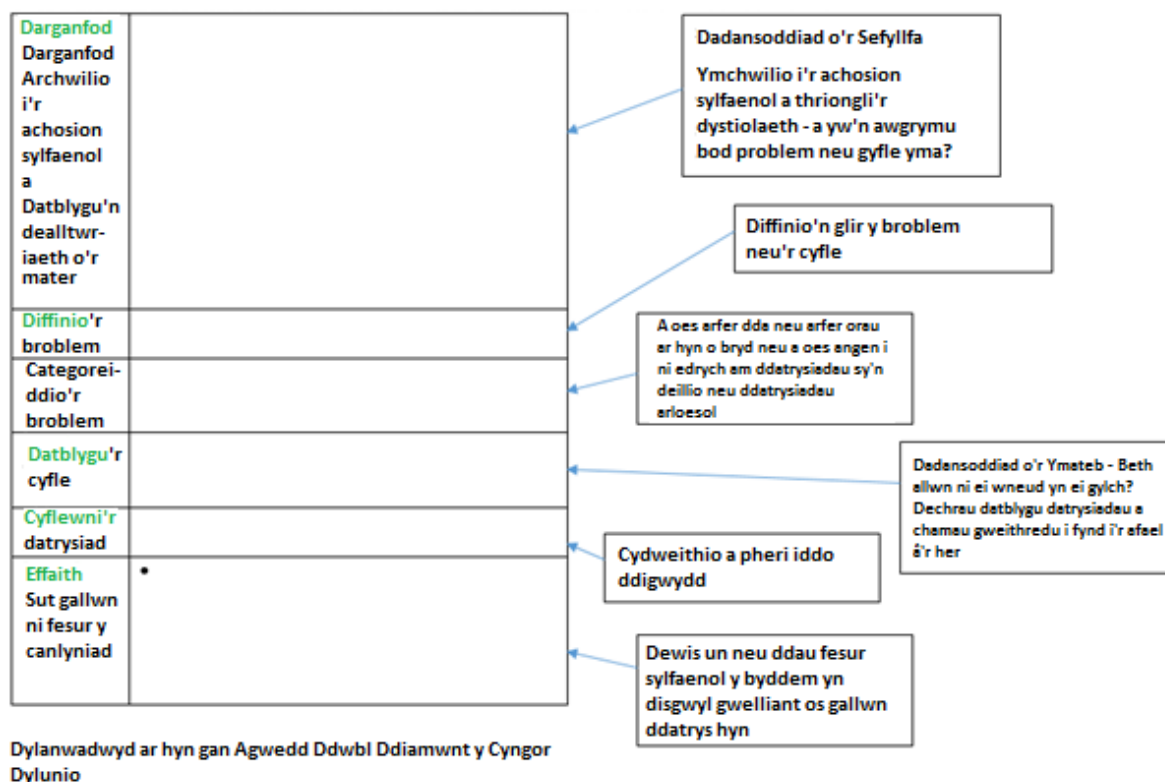 Darganfod
Darganfod
Archwilio
i'r
achosion
sylfaenol
a
Datblygu'n
dealltwr-
iaeth o'r
mater
Dadansoddiad o'r Sefyllfa
Ymchwilio i'r achosion
sylfaenol a thriongli'r
dystiolaeth - a yw'n awgrymu
bod problem neu gyfle yma?
Diffinio'r
broblem
Diffinio'n glir y broblem
neu'r cyfle
Categorei-
ddio'r
broblem
A oes arfer dda neu arfer orau
ar hyn o bryd neu a oes angen i
ni edrych am ddatrysiadau sy'n
deillio neu ddatrysiadau
arloesol
Datblygu'r
cyfle
Dadansoddiad o'r Ymateb - Beth
allwn ni ei wneud yn ei gylch?
Dechrau datblygu datrysiadau a
chamau gweithredu i fynd i'r afael
â'r her
Cyflewni'r
datrysiad
Cydweithio a pheri iddo
ddigwydd
Effaith
Sut gallwn
ni fesur y
canlyniad
•
Dewis un neu ddau fesur
sylfaenol y byddem yn
disgwyl gwelliant os gallwn
ddatrys hyn
Dylanwadwyd ar hyn gan Agwedd Ddwbl Ddiamwnt y Cyngor
Dylunio